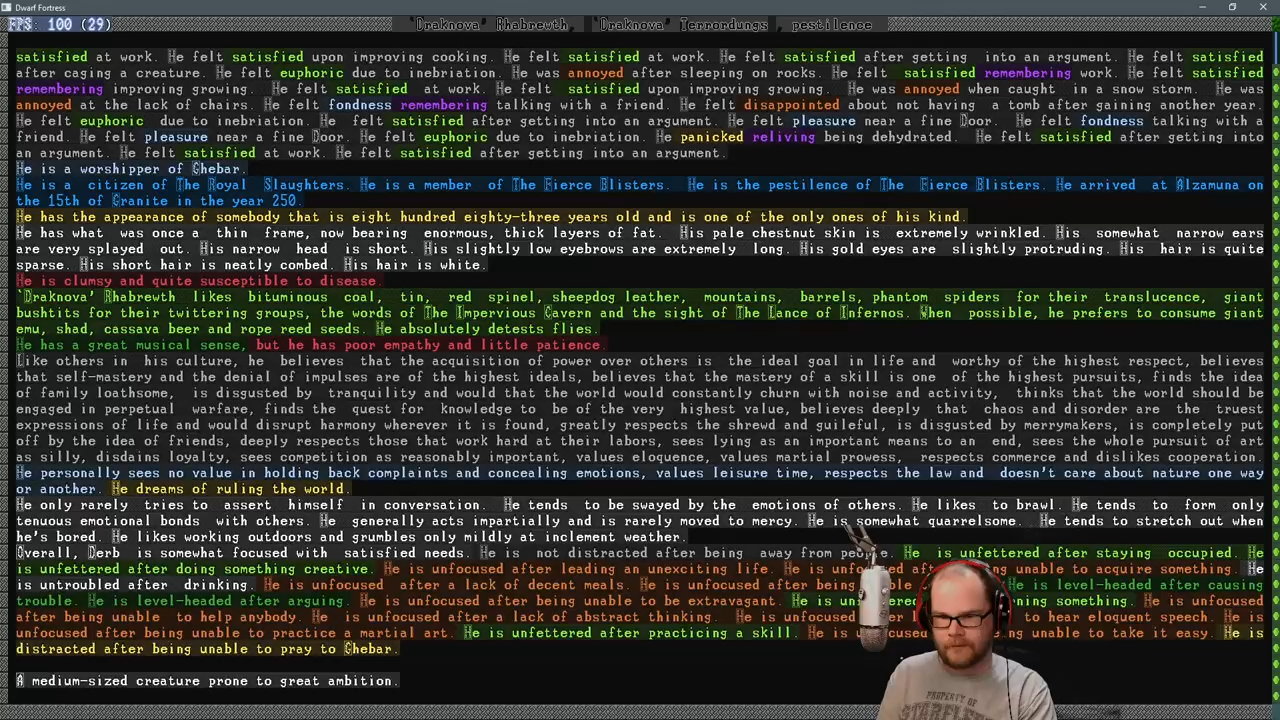 Dwarf Fortress
FPS: 100 (29)
`Draknova' Rhabrewth, `Draknova' Terrordungs, pestilence
satisfied at work. He felt satisfied upon improving cooking. He felt satisfied at work. He felt satisfied after getting into an argument. He felt satisfied
after caging a creature. He felt euphoric due to inebriation. He was annoyed after sleeping on rocks. He felt satisfied remembering work. He felt satisfied
remembering improving growing. He felt satisfied at work. He felt satisfied upon improving growing. He was annoyed when caught in a snow storm. He was
annoyed at the lack of chairs. He felt fondness remembering talking with a friend. He felt disappointed about not having a tomb after gaining another year.
He felt euphoric due to inebriation. He felt satisfied after getting into an argument. He felt pleasure near a fine Door. He felt fondness talking with a
friend. He felt pleasure near a fine Door. He felt euphoric due to inebriation. He panicked reliving being dehydrated. He felt satisfied after getting into
an argument. He felt satisfied at work. He felt satisfied after getting into an argument.
He is a worshipper of Ghebar.
He is a citizen of The Royal Slaughters. He is a member of The Fierce Blisters. He is the pestilence of The Fierce Blisters. He arrived at Alzamuna on
the 15th of Granite in the year 250.
He has the appearance of somebody that is eight hundred eighty-three years old and is one of the only ones of his kind.
He has what was once a thin frame, now bearing enormous, thick layers of fat. His pale chestnut skin is extremely wrinkled. His somewhat narrow ears
are very splayed out. His narrow head is short. His slightly low eyebrows are extremely long. His gold eyes are slightly protruding. His hair is quite
sparse. His short hair is neatly combed. His hair is white.
He is clumsy and quite susceptible to disease.
`Draknova' Rhabrewth likes bituminous coal, tin, red spinel, sheepdog leather, mountains, barrels, phantom spiders for their translucence, giant
bushtits for their twittering groups, the words of The Impervious Cavern and the sight of The Lance of Infernos. When possible, he prefers to consume giant
emu, shad, cassava beer and rope reed seeds. He absolutely detests flies.
He has a great musical sense, but he has poor empathy and little patience.
Like others in his culture, he believes that the acquisition of power over others is the ideal goal in life and worthy of the highest respect, believes
that self-mastery and the denial of impulses are of the highest ideals, believes that the mastery of a skill is one of the highest pursuits, finds the idea
of family loathsome, is disgusted by tranquility and would that the world would constantly churn with noise and activity, thinks that the world should be
engaged in perpetual warfare, finds the quest for knowledge to be of the very highest value, believes deeply that chaos and disorder are the truest
expressions of life and would disrupt harmony wherever it is found, greatly respects the shrewd and guileful, is disgusted by merrymakers, is completely put
off by the idea of friends, deeply respects those that work hard at their labors, sees lying as an important means to an end, sees the whole pursuit of art
as silly, disdains loyalty, sees competition as reasonably important, values eloquence, values martial prowess, respects commerce and dislikes cooperation.
He personally sees no value in holding back complaints and concealing emotions, values leisure time, respects the law and doesn't care about nature one way
or another. He dreams of ruling the world.
He only rarely tries to assert himself in conversation. He tends to be swayed by the emotions of others. He likes to brawl. He tends to form only
tenuous emotional bonds with others. He generally acts impartially and is rarely moved to mercy. He is somewhat quarrelsome. He tends to stretch out when
he's bored. He likes working outdoors and grumbles only mildly at inclement weather.
Overall, Derb is somewhat focused with satisfied needs. He is not distracted after being away from people. He is unfettered after staying occupied. He
is unfettered after doing something creative. He is unfocused after leading an unexciting life. He is unfocused after being unable to acquire something. He
is untroubled after drinking. He is unfocused after a lack of decent meals. He is unfocused after being He is level-headed after causing
trouble. He is level-headed after arguing. He is unfocused after being unable to be extravagant. He is something. He is unfocused
after being unable to help anybody. He is unfocused after a lack of abstract thinking. He is to hear eloquent speech. He is
unfocused after being unable to practice a martial art. He is unfettered after practicing a skill. He is unable to take it easy. He is
distracted after being unable to pray to Ghebar.
A medium-sized creature prone to great ambition.
PROPERTY OF